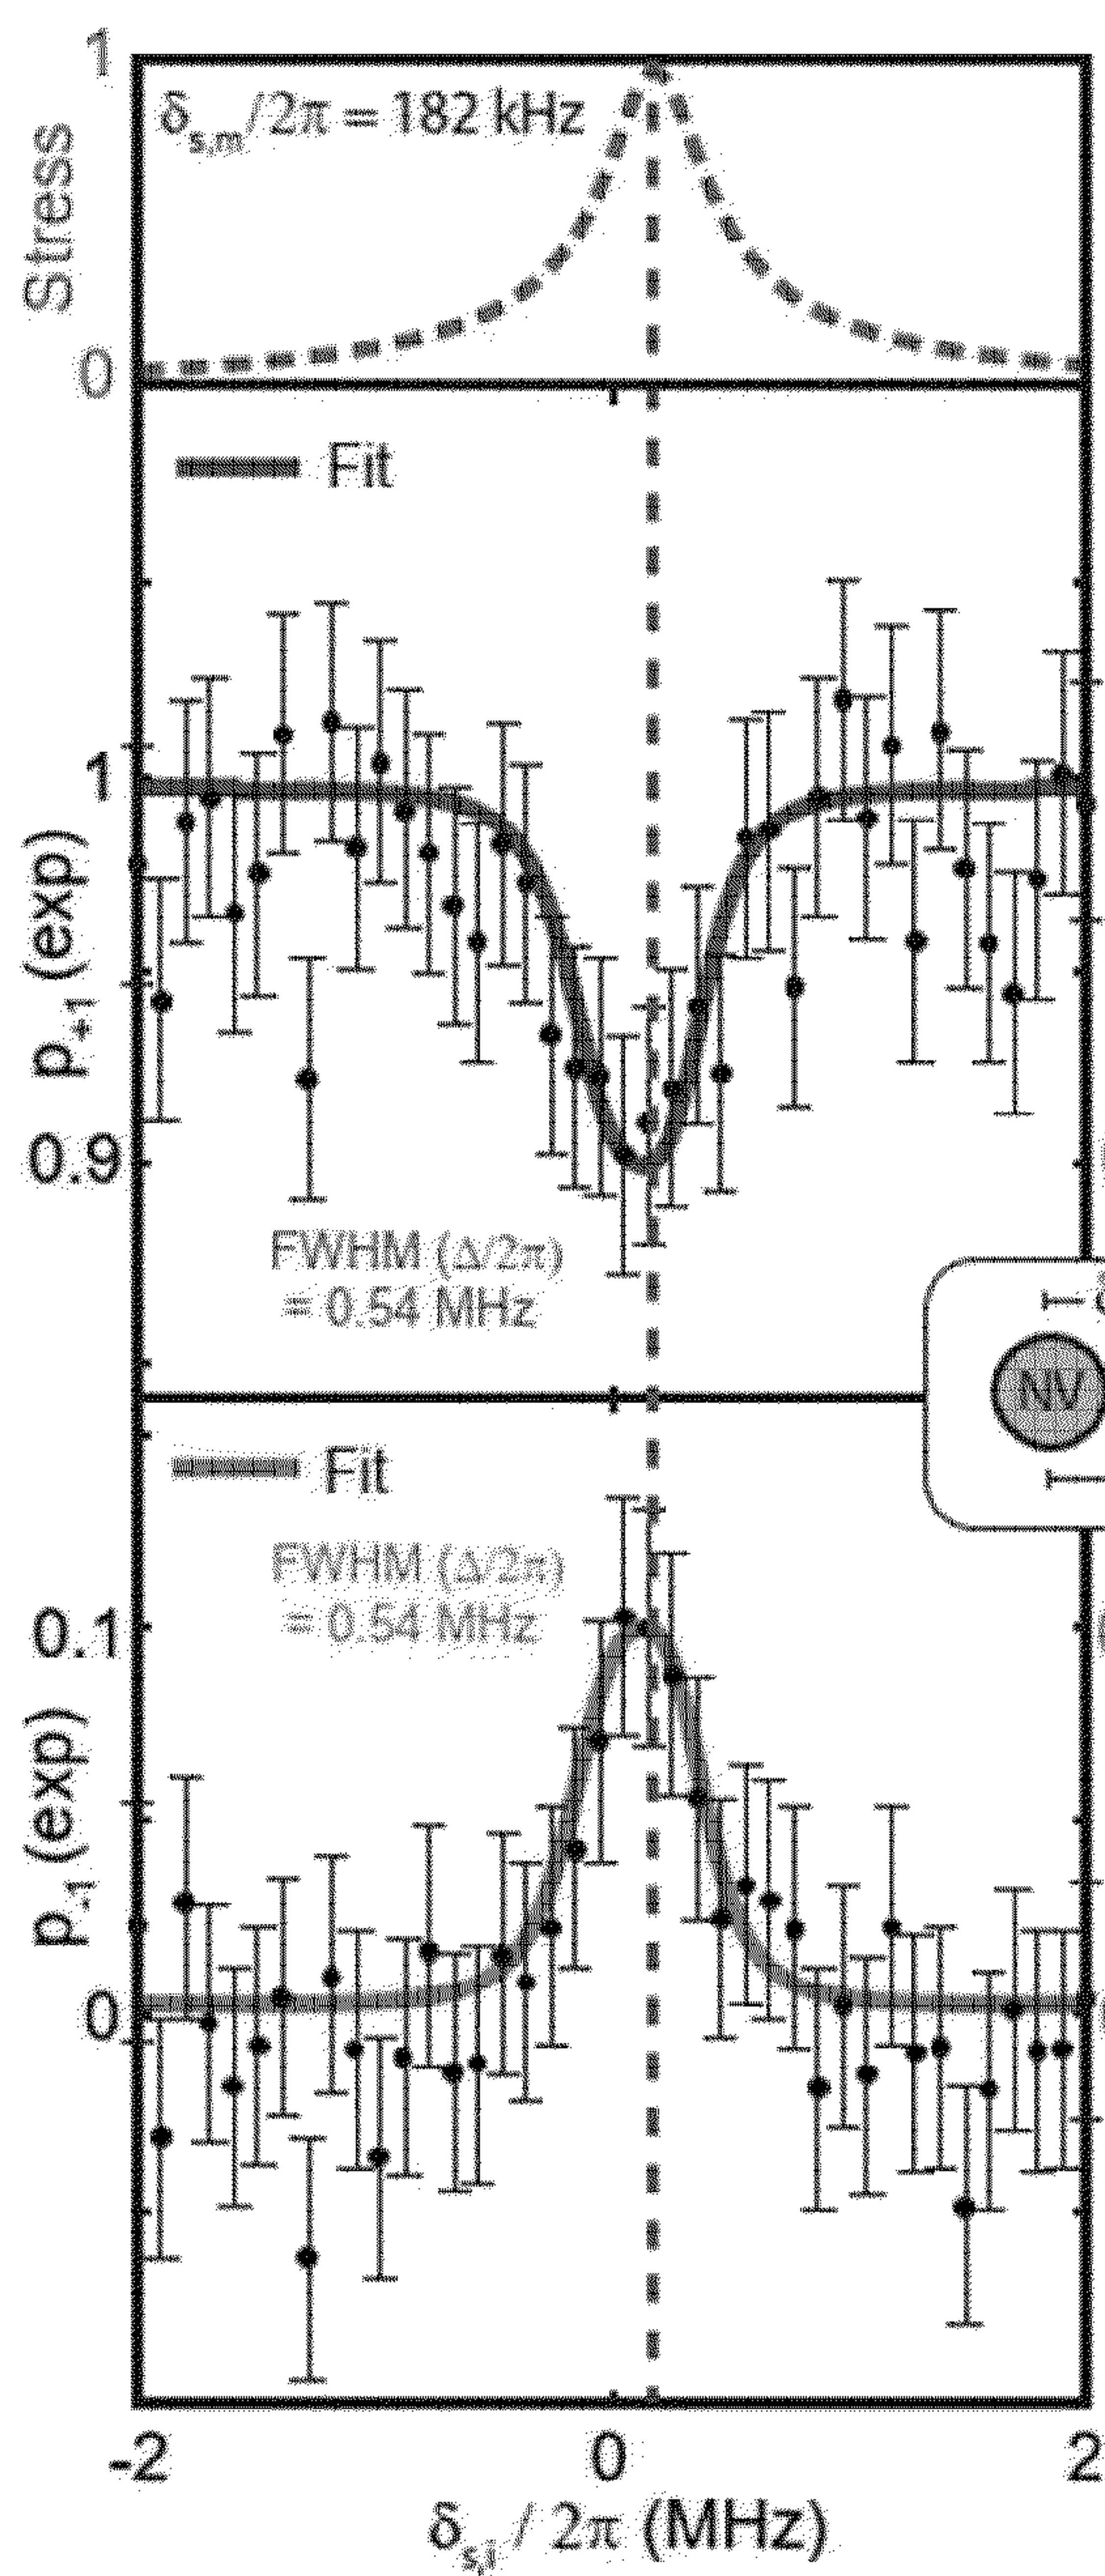 1
δs,m/2π = 182 kHz
Stress
0
Fit
1
p+1 (exp)
0.9
FWHM (Δ/2π)
= 0.54 MHz
NV
Fit
FWHM (Δ/2π)
= 0.54 MHz
0.1
p-1 (exp)
0
-2 0 2
δs,i / 2π (MHz)